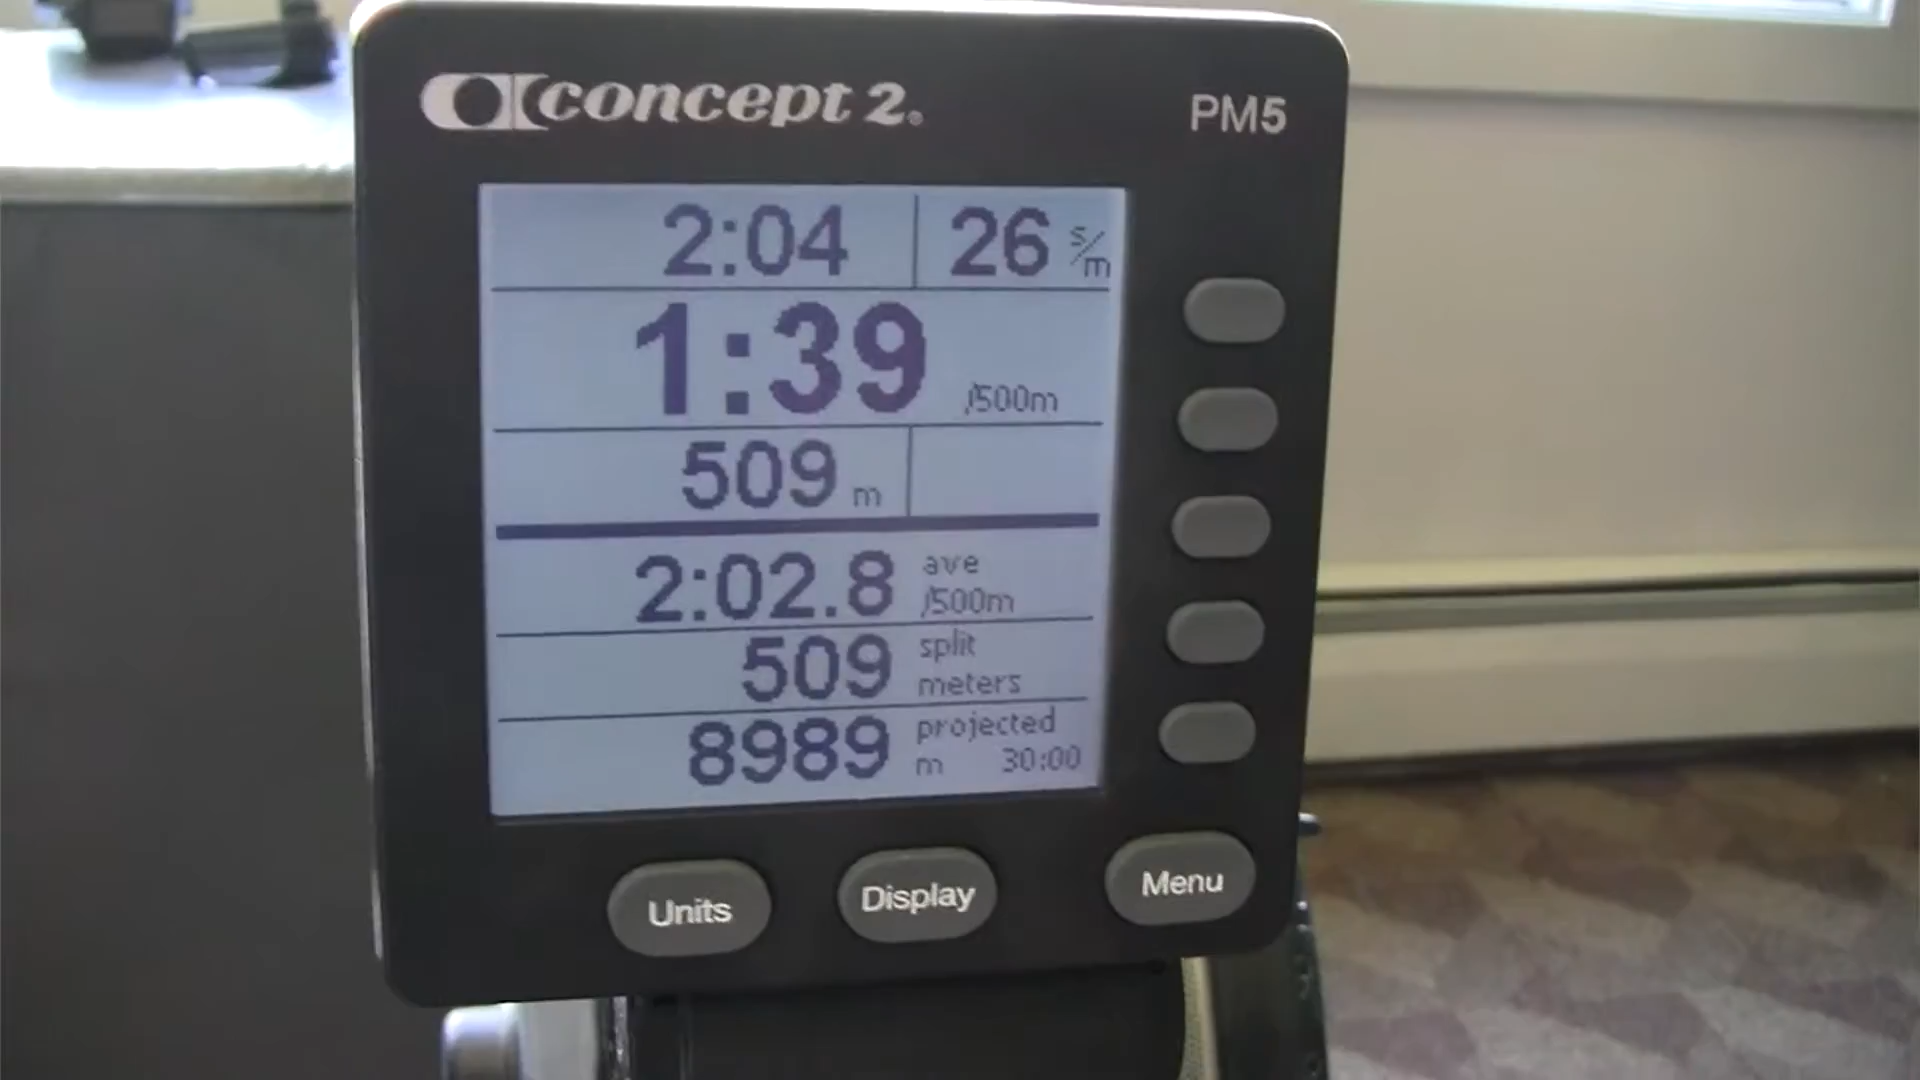 concept 2®
PM5
2:04 26 s/m
1:39 /500m
509 m
2:02.8 ave /500m
509 split meters
8989 projected m 30:00
Units Display Menu